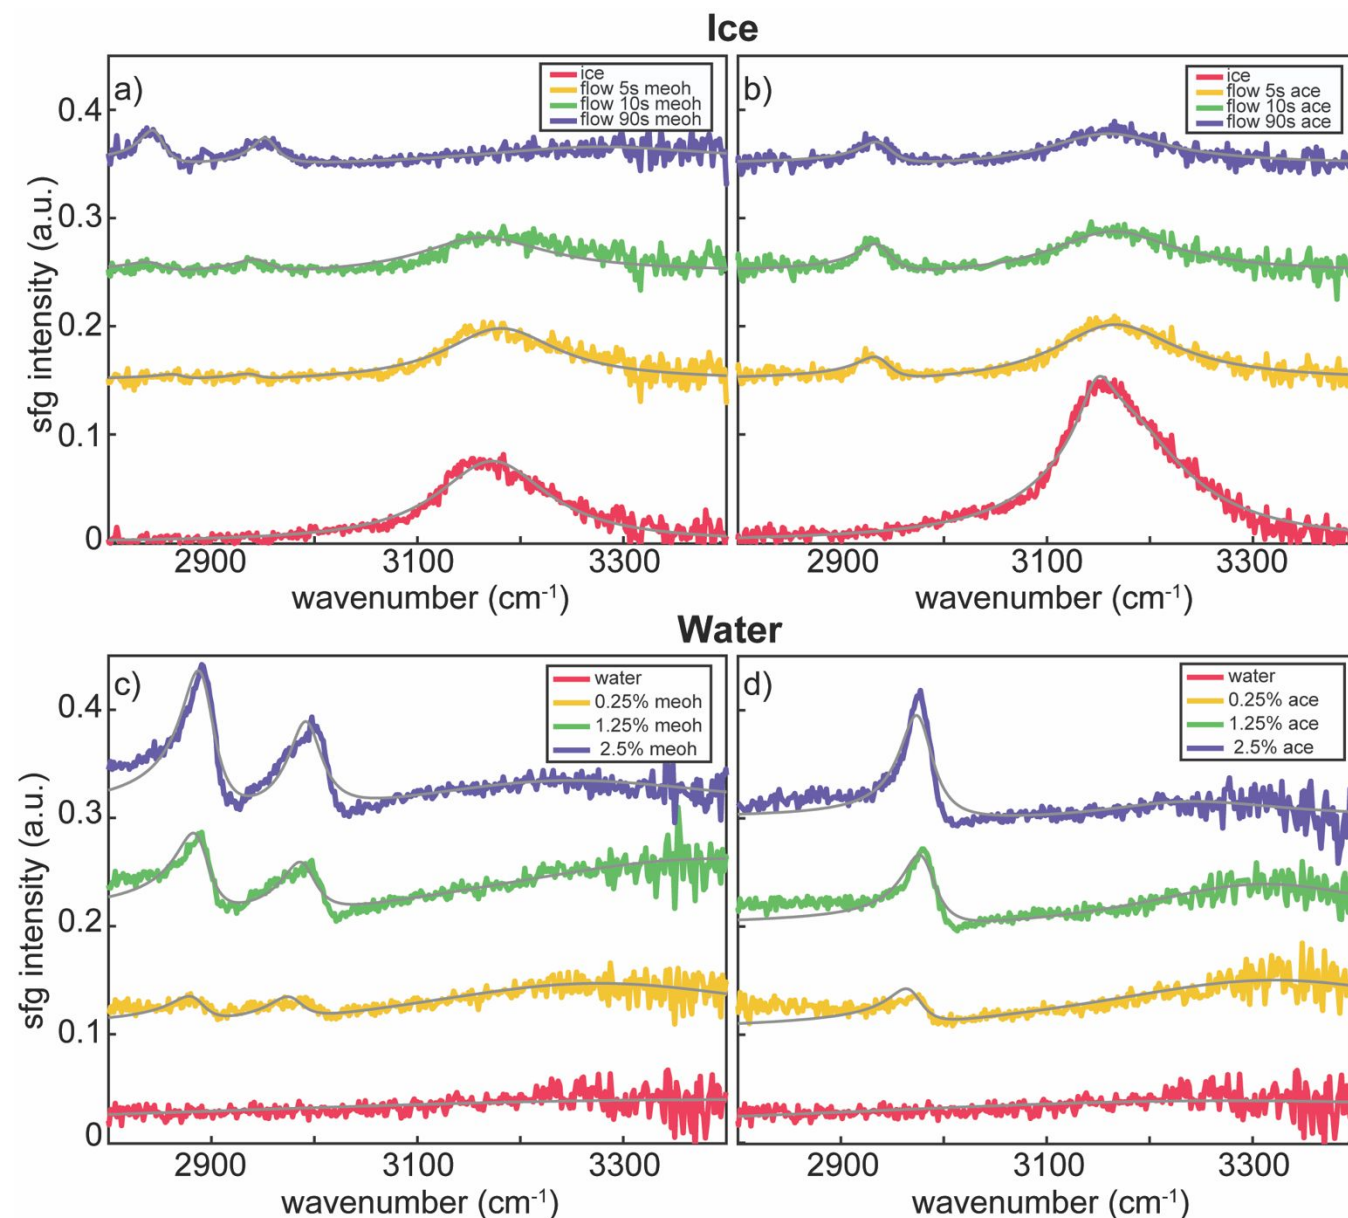 Ice
a)
ice
flow 5s meoh
flow 10s meoh
flow 90s meoh
b)
ice
flow 5s ace
flow 10s ace
flow 90s ace
sfg intensity (a.u.)
0.4
0.3
0.2
0.1
0
2900 3100 3300
wavenumber (cm-1)
2900 3100 3300
wavenumber (cm-1)
Water
c)
water
0.25% meoh
1.25% meoh
2.5% meoh
d)
water
0.25% ace
1.25% ace
2.5% ace
sfg intensity (a.u.)
0.4
0.3
0.2
0.1
0
2900 3100 3300
wavenumber (cm-1)
2900 3100 3300
wavenumber (cm-1)